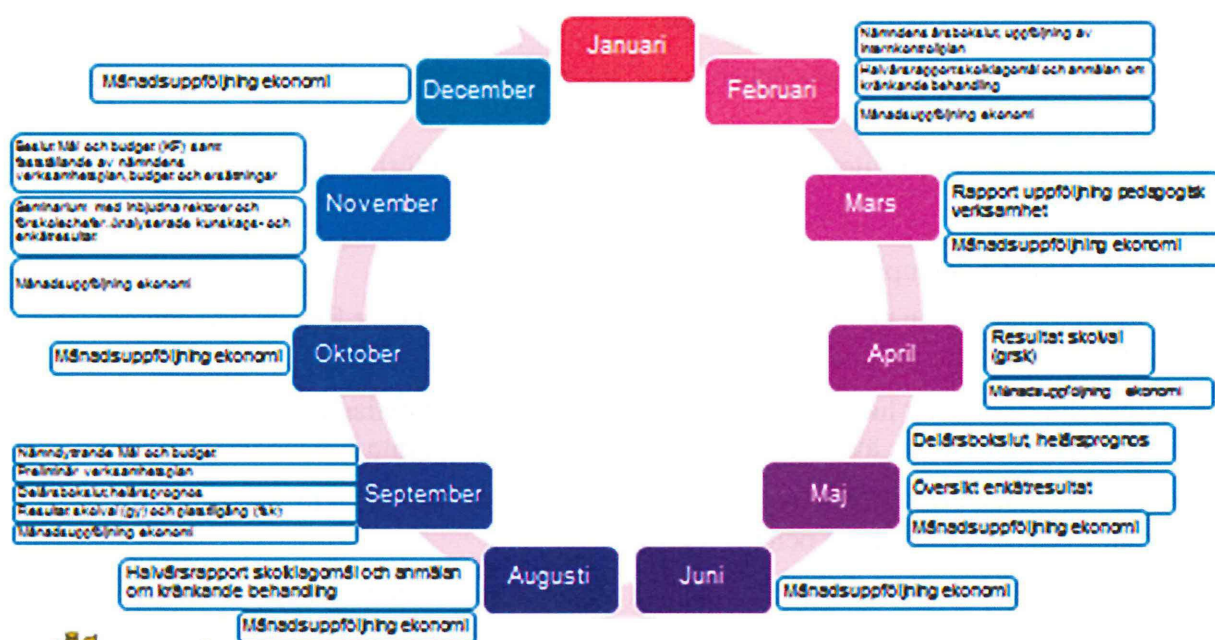 Januari
Februari
Nämndens årsbokslut, uppföljning av
internkontrollplan
Halvårsrapport skolklagomål och anmälan om
kränkande behandling
Månadsuppföljning ekonomi
Mars
Rapport uppföljning pedagogisk
verksamhet
Månadsuppföljning ekonomi
April
Resultat skolval
(grsk)
Månadsuppföljning ekonomi
Maj
Delårsbokslut, helårsprognos
Översikt enkätresultat
Månadsuppföljning ekonomi
Juni
Månadsuppföljning ekonomi
Augusti
Halvårsrapport skolklagomål och anmälan
om kränkande behandling
Månadsuppföljning ekonomi
September
Nämndyttrande Mål och budget
Preliminär verksamhetsplan
Delårsbokslut, helårsprognos
Resultat skolval (gy) och platstillgång (fsk)
Månadsuppföljning ekonomi
Oktober
Månadsuppföljning ekonomi
November
Beslut Mål och budget (KF) samt
fastställande av nämndens
verksamhetsplan, budget och ersättningar
Seminarium med inbjudna rektorer och
förskolechefer. Analyserade kunskaps- och
enkätresultat
Månadsuppföljning ekonomi
December
Månadsuppföljning ekonomi